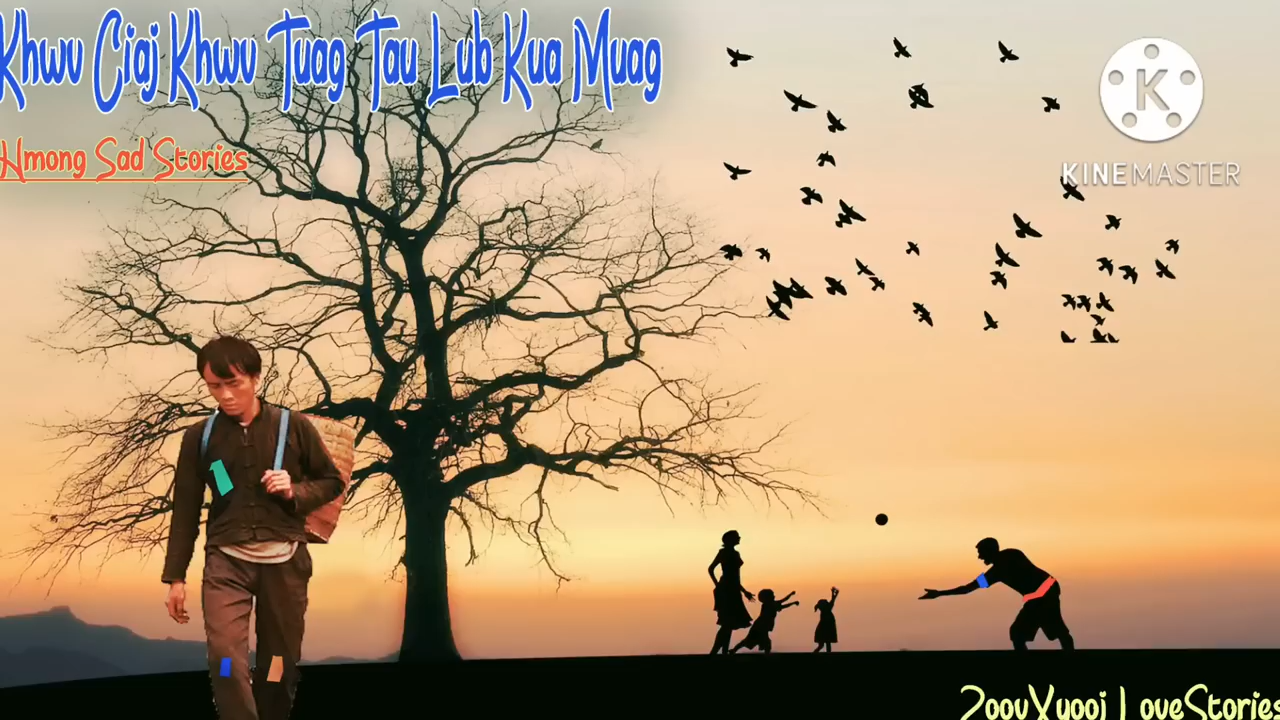 Khwv Ciaj Khwv Tuag Tau Lub Kua Muag
Hmong Sad Stories
K
KINEMASTER
ZoovXyooj LoveStories